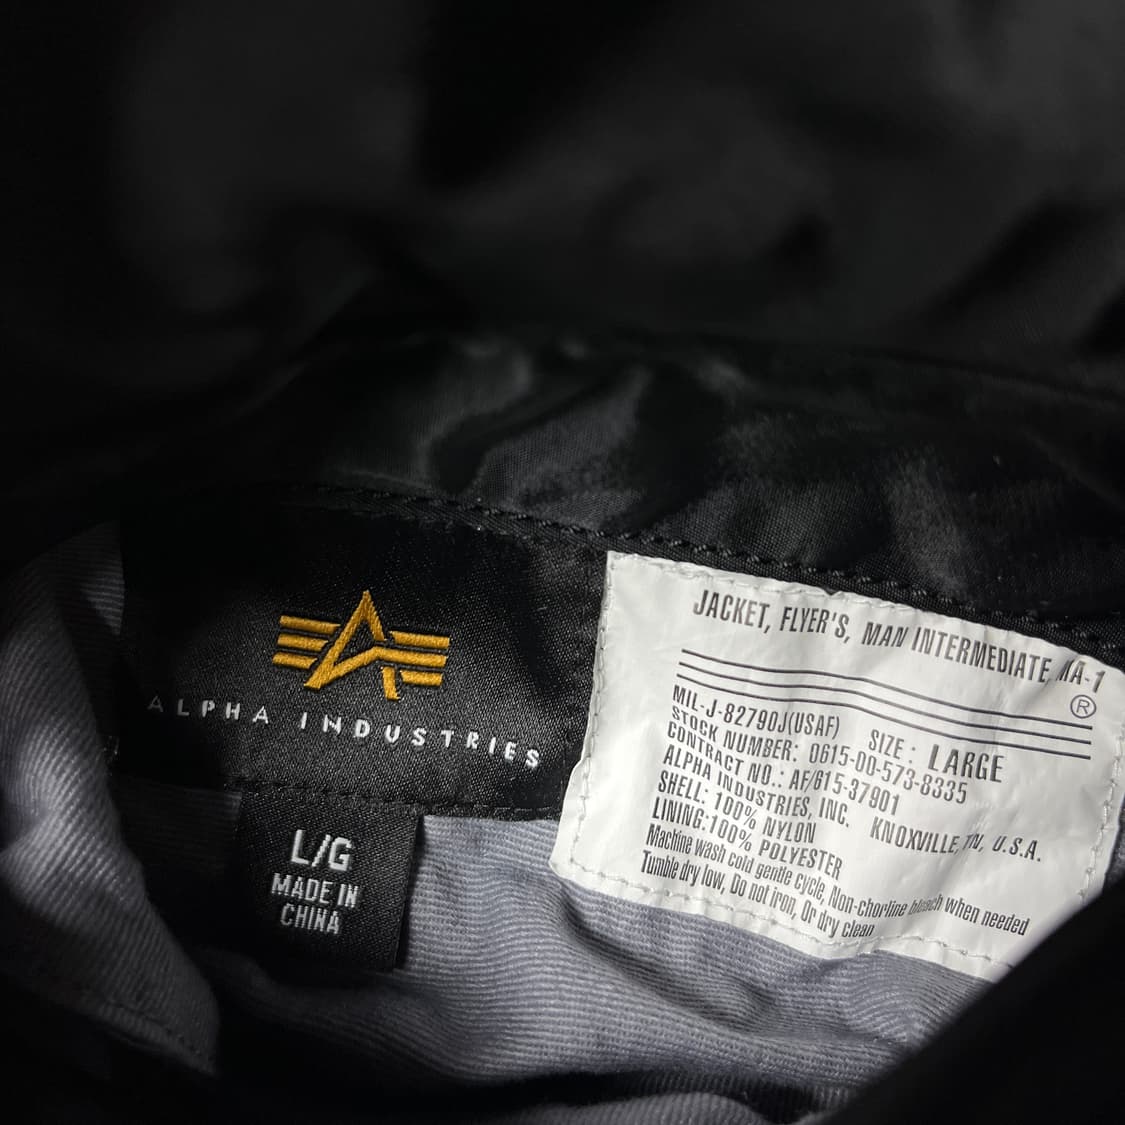 ALPHA INDUSTRIES
L/G
MADE IN
CHINA
JACKET, FLYER'S, MAN INTERMEDIATE, MA-1
®
MIL-J-82790J(USAF) SIZE: LARGE
STOCK NUMBER: 0615-00-573-8335
CONTRACT NO.: AF/615-37901
ALPHA INDUSTRIES, INC. KNOXVILLE, TN, U.S.A.
SHELL: 100% NYLON
LINING:100% POLYESTER
Machine wash cold gentle cycle, Non-chorline bleach when needed
Tumble dry low, Do not iron, Or dry clean